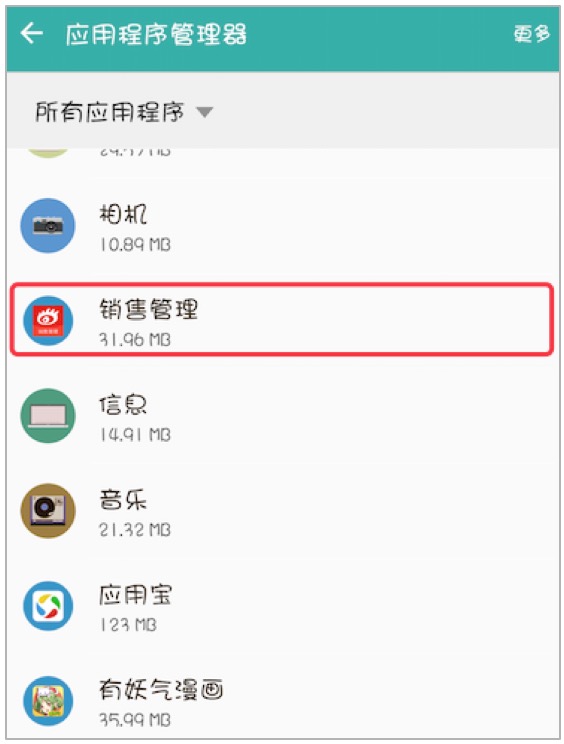 应用程序管理器
更多
所有应用程序
相机
10.89 MB
销售管理
31.96 MB
信息
14.91 MB
音乐
21.32 MB
应用宝
123 MB
有妖气漫画
35.99 MB